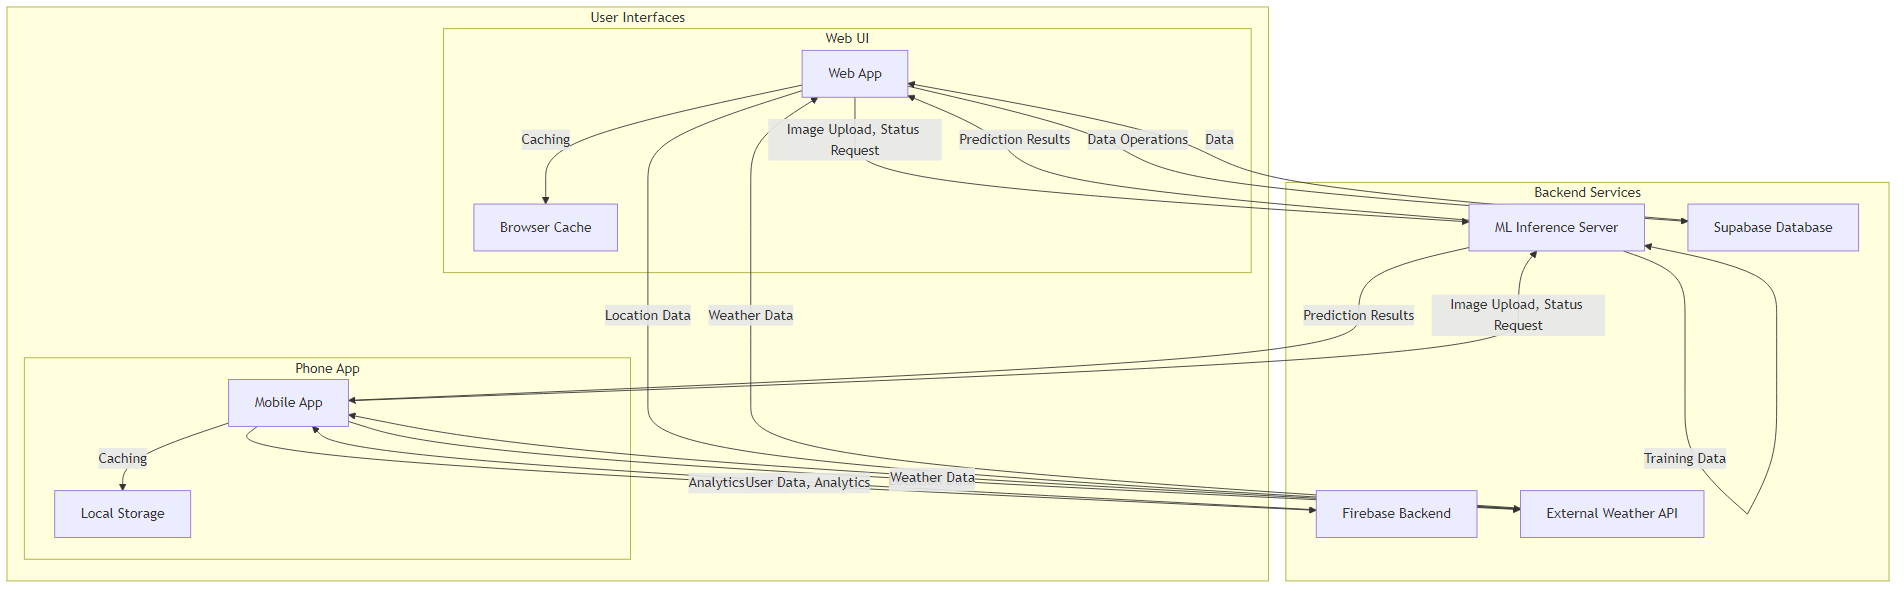 User Interfaces
Web UI
Web App
Caching
Image Upload, Status
Request
Prediction Results
Data Operations
Data
Backend Services
Browser Cache
ML Inference Server
Supabase Database
Location Data
Weather Data
Prediction Results
Image Upload, Status
Request
Phone App
Mobile App
Caching
Analytics
User Data, Analytics
Weather Data
Training Data
Local Storage
Firebase Backend
External Weather API